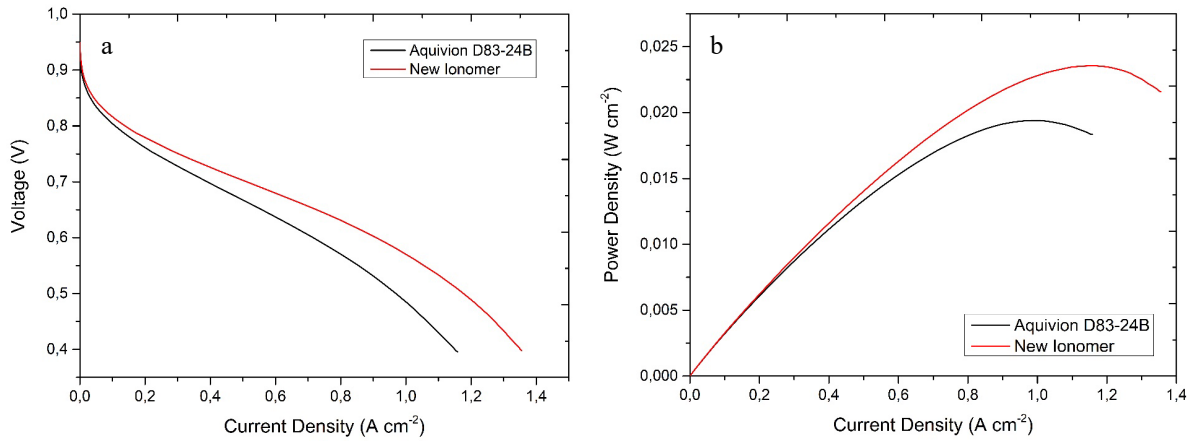 a
Aquivion D83-24B
New Ionomer
Voltage (V)
1,0
0,9
0,8
0,7
0,6
0,5
0,4
0,0 0,2 0,4 0,6 0,8 1,0 1,2 1,4
Current Density (A cm-2)
b
Power Density (W cm-2)
0,025
0,020
0,015
0,010
0,005
0,000
Aquivion D83-24B
New Ionomer
0,0 0,2 0,4 0,6 0,8 1,0 1,2 1,4
Current Density (A cm-2)